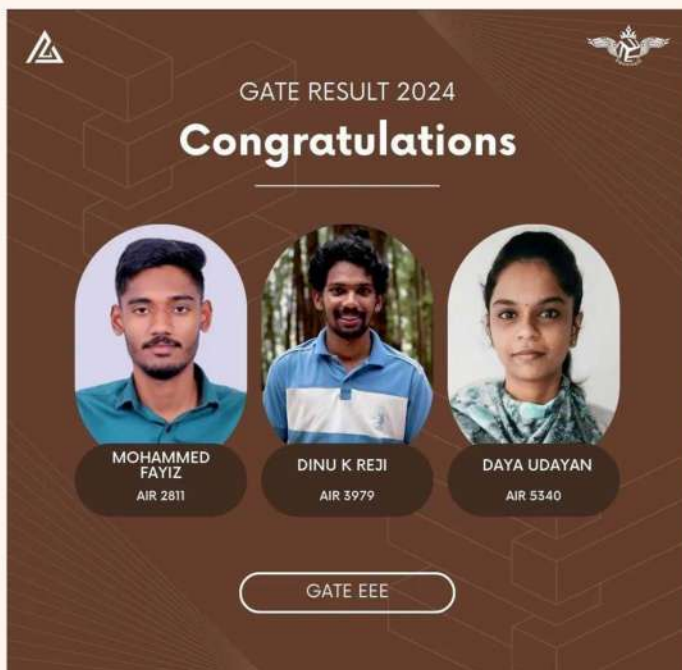 GATE RESULT 2024
Congratulations
MOHAMMED
FAYIZ
AIR 2811
DINU K REJI
AIR 3979
DAYA UDAYAN
AIR 5340
GATE EEE